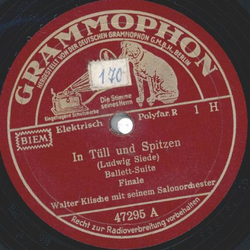 GRAMMOPHON
HERGESTELLT VON DER DEUTSCHEN GRAMMOPHON G.M.B.H., BERLIN
170
Eingetragene Schutzmarke
Die Stimme
seines Herrn
Elektrisch
Polyfar. R
1 H
BIEM
In Tüll und Spitzen
(Ludwig Siede)
Ballett-Suite
Finale
Walter Klische mit seinem Salonorchester
47295 A
Recht zur Radioverbreitung vorbehalten